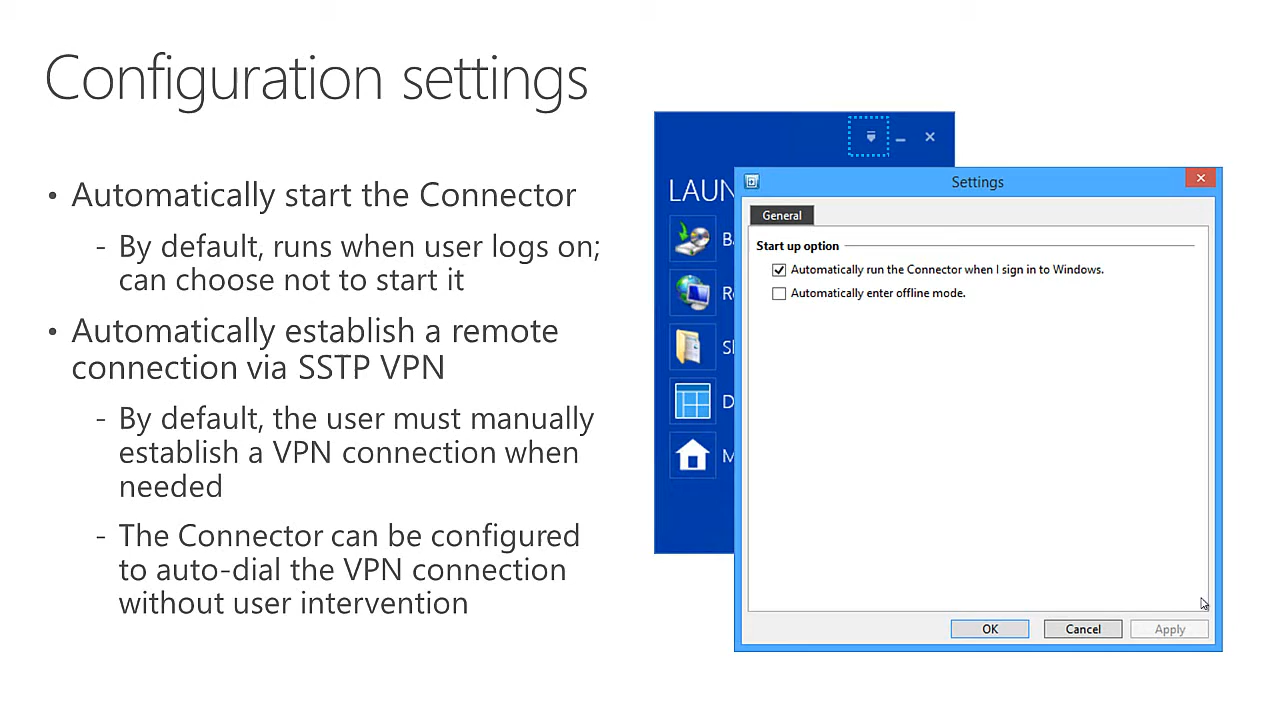 Configuration settings
• Automatically start the Connector
- By default, runs when user logs on;
can choose not to start it
• Automatically establish a remote
connection via SSTP VPN
- By default, the user must manually
establish a VPN connection when
needed
- The Connector can be configured
to auto-dial the VPN connection
without user intervention
LAUN
Ba
Re
Sh
D
M
Settings
General
Start up option
Automatically run the Connector when I sign in to Windows.
Automatically enter offline mode.
OK
Cancel
Apply